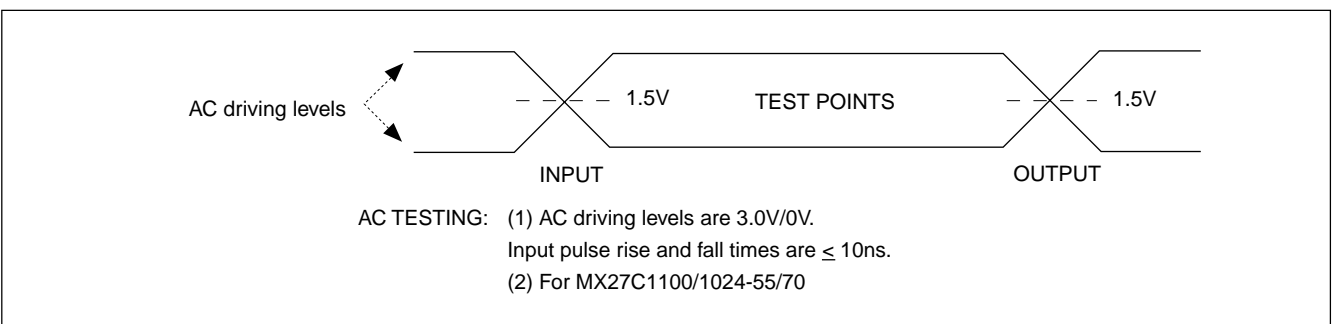 AC driving levels
1.5V TEST POINTS 1.5V
INPUT OUTPUT
AC TESTING: (1) AC driving levels are 3.0V/0V.
Input pulse rise and fall times are ≤ 10ns.
(2) For MX27C1100/1024-55/70